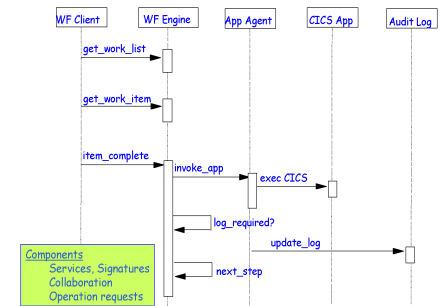 WF Client WF Engine App Agent CICS App Audit Log
get_work_list
get_work_item
item_complete
invoke_app
exec CICS
log_required?
update_log
next_step
Components
Services, Signatures
Collaboration
Operation requests